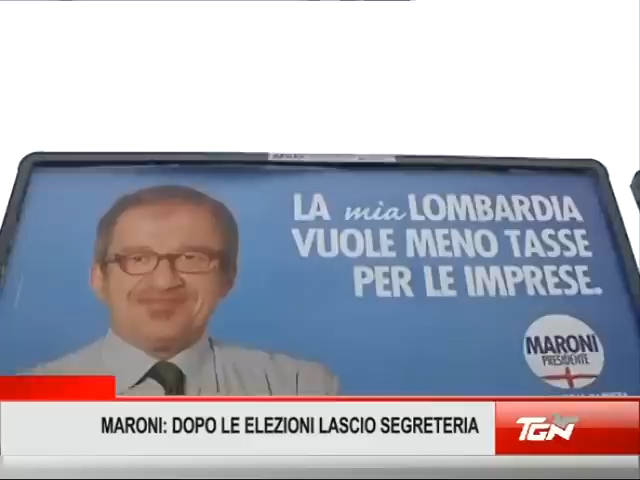 LA mia LOMBARDIA
VUOLE MENO TASSE
PER LE IMPRESE.
MARONI
PRESIDENTE
MARONI: DOPO LE ELEZIONI LASCIO SEGRETERIA
TGN